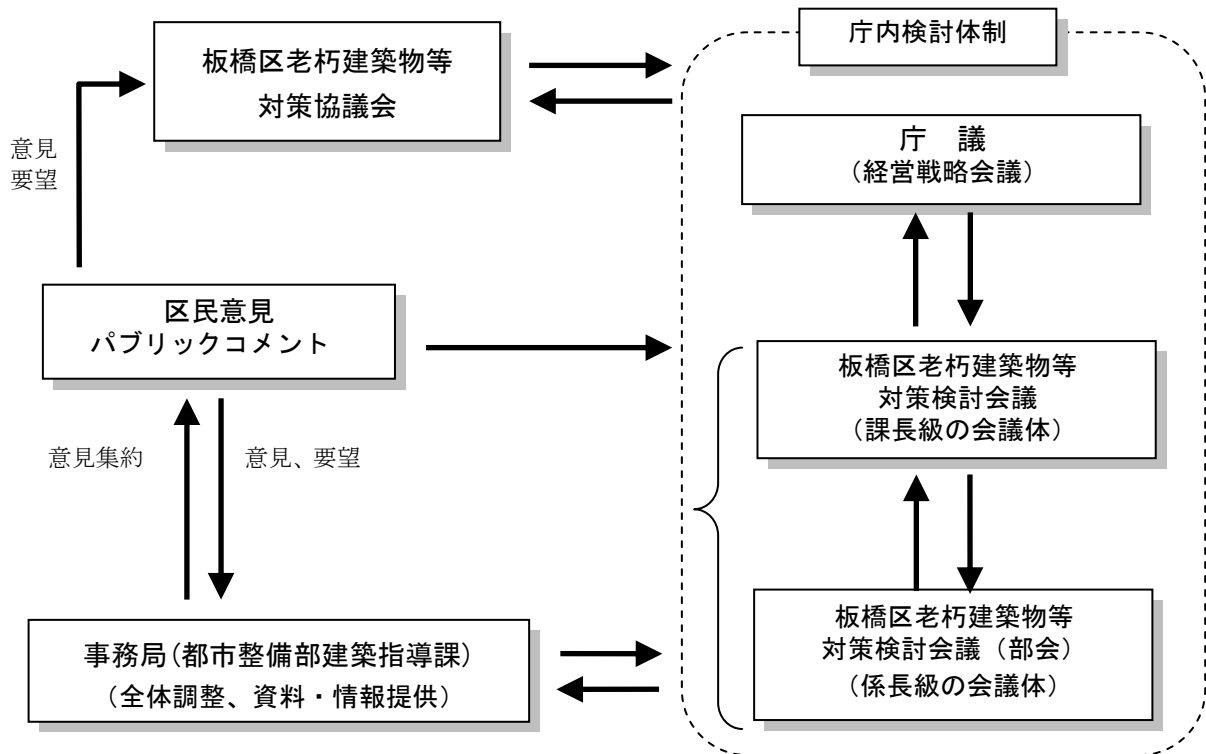 庁内検討体制
板橋区老朽建築物等
対策協議会
庁　議
（経営戦略会議）
意見
要望
区民意見
パブリックコメント
板橋区老朽建築物等
対策検討会議
（課長級の会議体）
意見集約
意見、要望
事務局（都市整備部建築指導課）
（全体調整、資料・情報提供）
板橋区老朽建築物等
対策検討会議（部会）
（係長級の会議体）